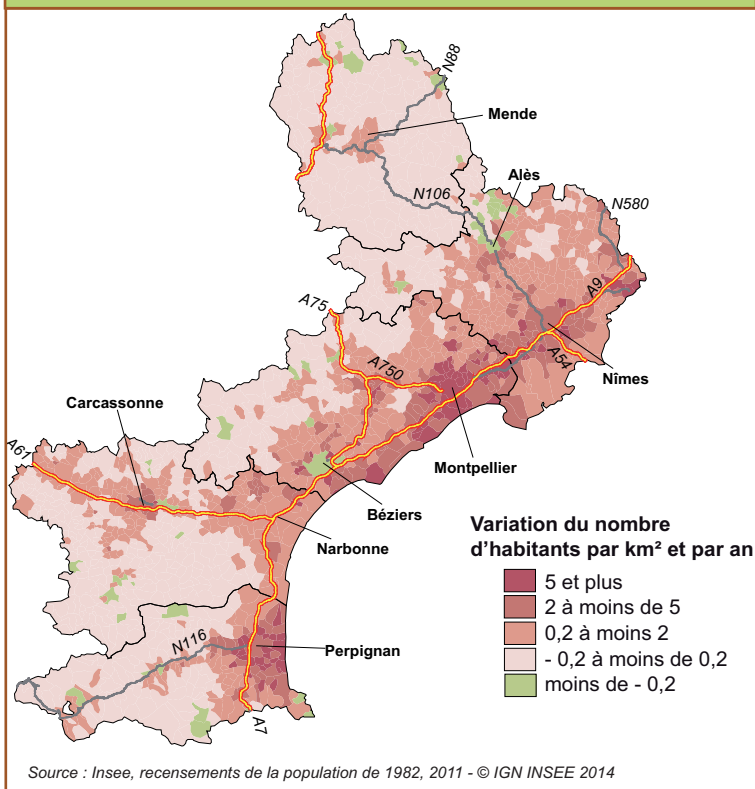 N88
Mende
Alès
N106
N580
A9
A75
A750
A54
Nîmes
Carcassonne
A61
Montpellier
Béziers
Narbonne
Variation du nombre
d'habitants par km² et par an
5 et plus
2 à moins de 5
0,2 à moins 2
- 0,2 à moins de 0,2
moins de - 0,2
N116
Perpignan
A7
Source : Insee, recensements de la population de 1982, 2011 - © IGN INSEE 2014